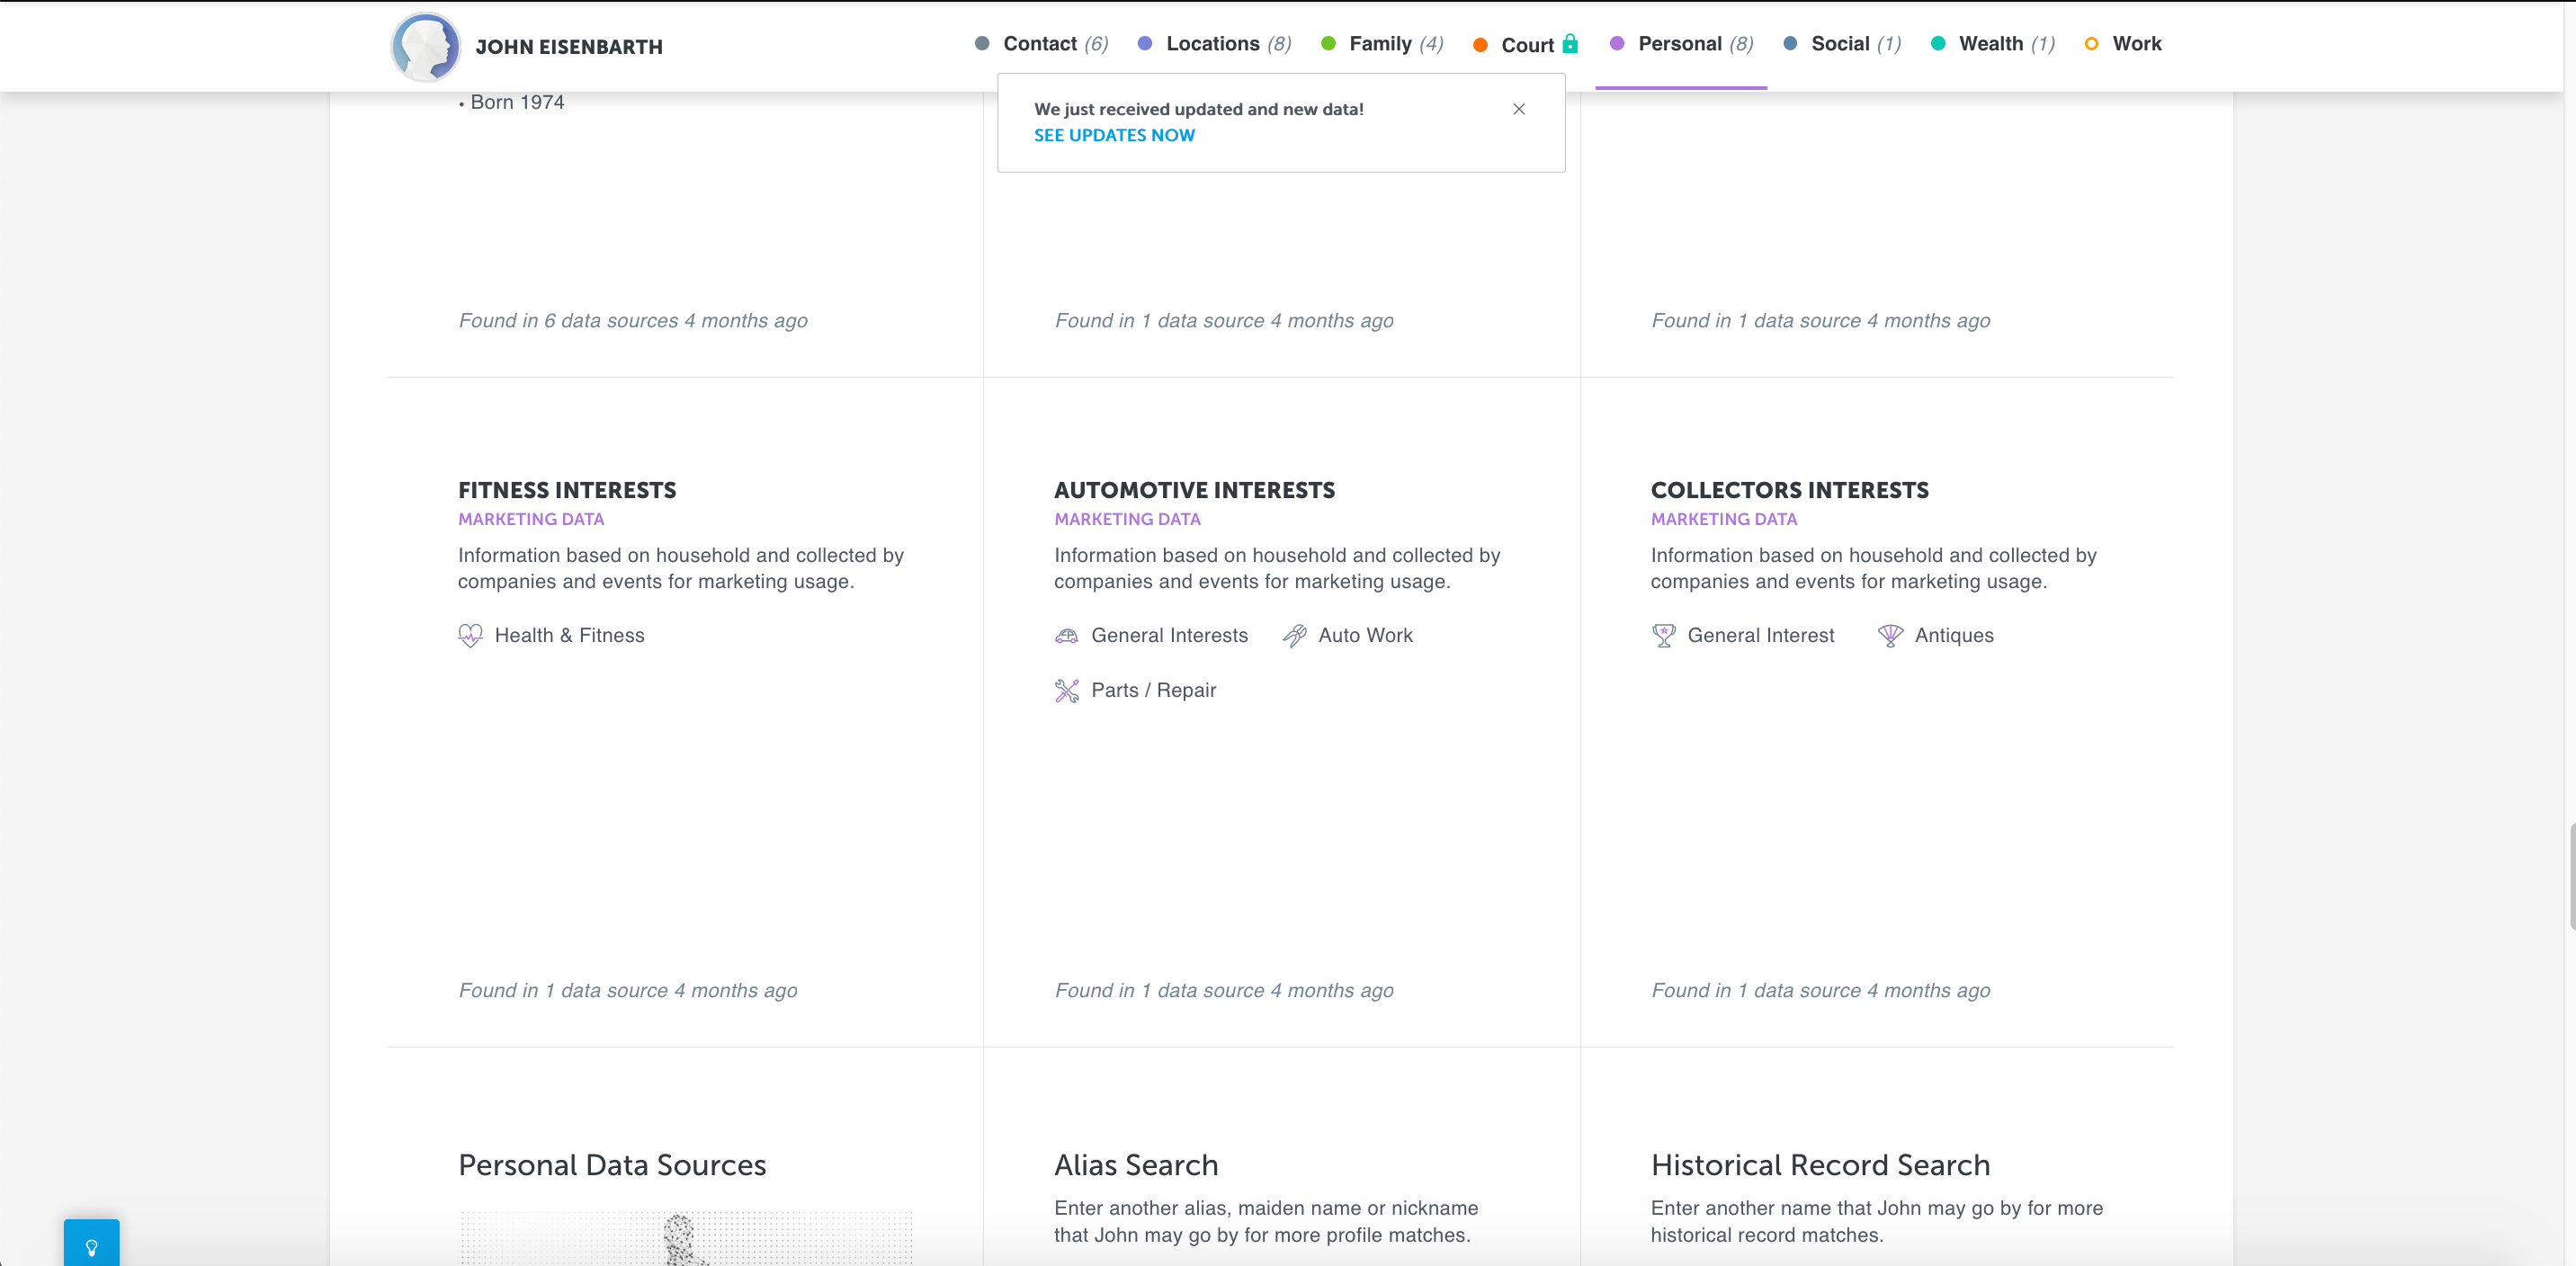 JOHN EISENBARTH
Contact (6) Locations (8) Family (4) Court Personal (8) Social (1) Wealth (1) Work
• Born 1974
We just received updated and new data!
SEE UPDATES NOW
Found in 6 data sources 4 months ago
Found in 1 data source 4 months ago
Found in 1 data source 4 months ago
FITNESS INTERESTS
MARKETING DATA
Information based on household and collected by
companies and events for marketing usage.
Health & Fitness
Found in 1 data source 4 months ago
AUTOMOTIVE INTERESTS
MARKETING DATA
Information based on household and collected by
companies and events for marketing usage.
General Interests Auto Work
Parts / Repair
Found in 1 data source 4 months ago
COLLECTORS INTERESTS
MARKETING DATA
Information based on household and collected by
companies and events for marketing usage.
General Interest Antiques
Found in 1 data source 4 months ago
Personal Data Sources
Alias Search
Enter another alias, maiden name or nickname
that John may go by for more profile matches.
Historical Record Search
Enter another name that John may go by for more
historical record matches.